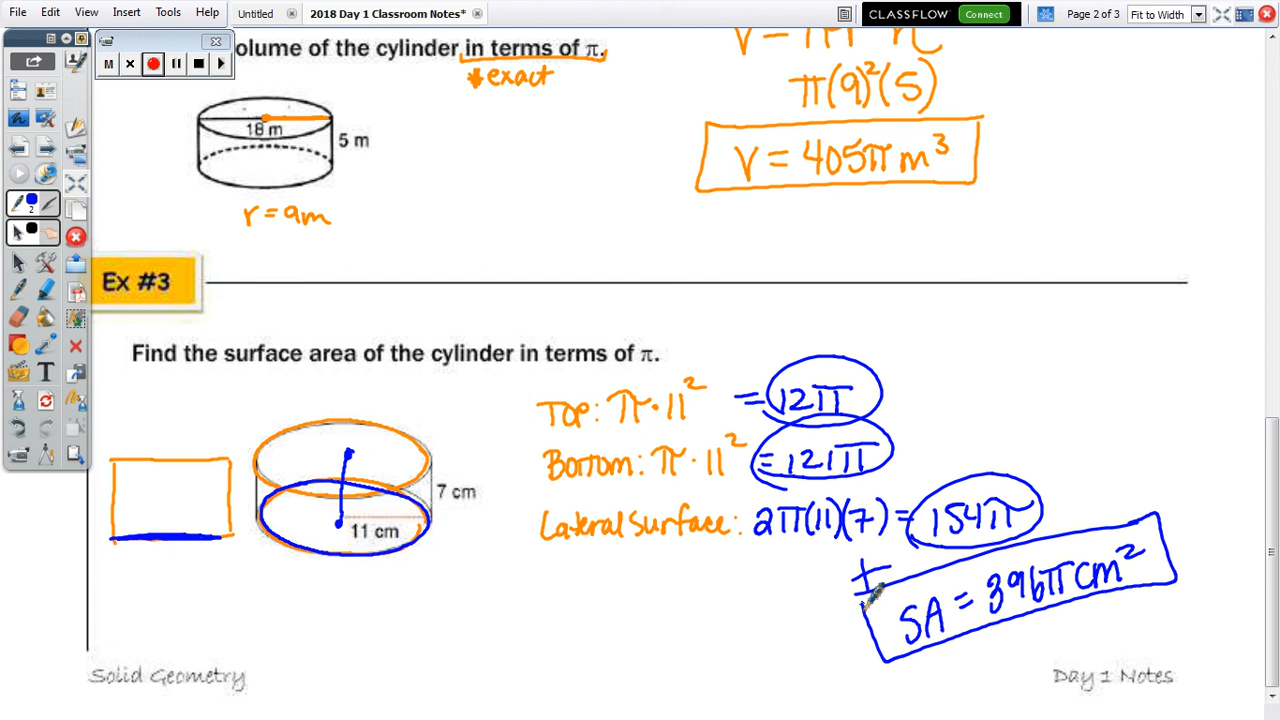 File Edit View Insert Tools Help
Untitled 2018 Day 1 Classroom Notes*
CLASSFLOW Connect
Page 2 of 3 Fit to Width
M
2
T
olume of the cylinder in terms of π.
exact
18 m
5 m
r = 9m
π(9)²(5)
V = 405π m³
Ex #3
Find the surface area of the cylinder in terms of π.
7 cm
11 cm
Top: π · 11² = 121π
Bottom: π · 11² = 121π
Lateral Surface: 2π(11)(7) = 154π
+
SA = 396π cm²
Solid Geometry
Day 1 Notes